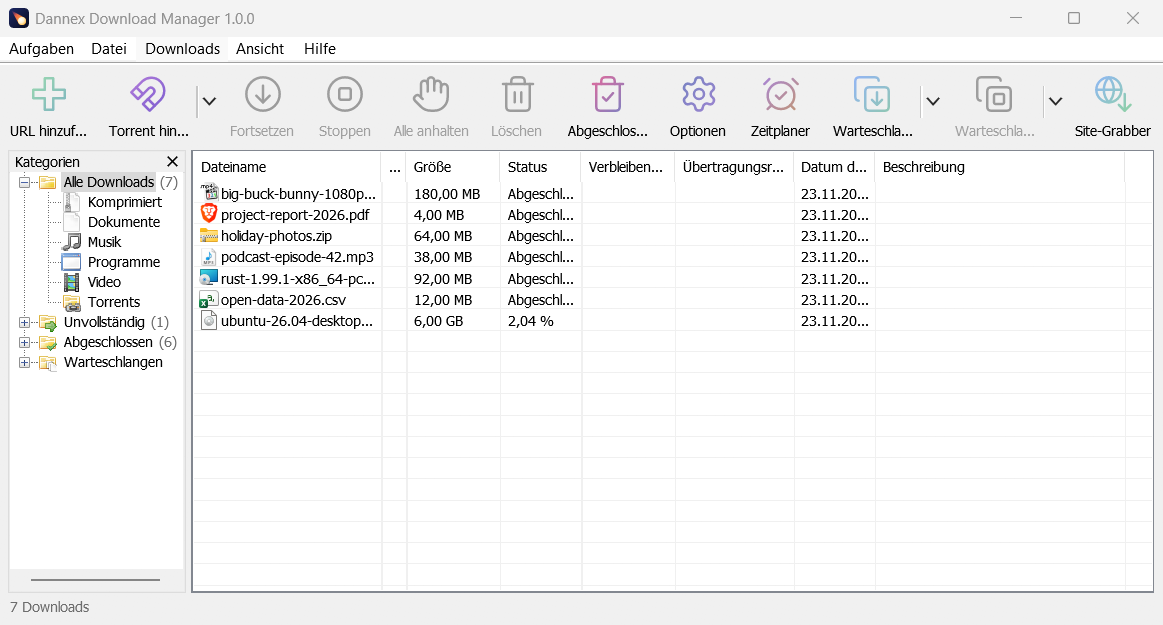 Dannex Download Manager 1.0.0
Aufgaben Datei Downloads Ansicht Hilfe
URL hinzuf... Torrent hin... Fortsetzen Stoppen Alle anhalten Löschen Abgeschlos... Optionen Zeitplaner Warteschla... Warteschla... Site-Grabber
Kategorien
Alle Downloads (7)
Komprimiert
Dokumente
Musik
Programme
Video
Torrents
Unvollständig (1)
Abgeschlossen (6)
Warteschlangen
Dateiname ... Größe Status Verbleiben... Übertragungsr... Datum d... Beschreibung
big-buck-bunny-1080p... 180,00 MB Abgeschl... 23.11.20...
project-report-2026.pdf 4,00 MB Abgeschl... 23.11.20...
holiday-photos.zip 64,00 MB Abgeschl... 23.11.20...
podcast-episode-42.mp3 38,00 MB Abgeschl... 23.11.20...
rust-1.99.1-x86_64-pc... 92,00 MB Abgeschl... 23.11.20...
open-data-2026.csv 12,00 MB Abgeschl... 23.11.20...
ubuntu-26.04-desktop... 6,00 GB 2,04 % 23.11.20...
7 Downloads